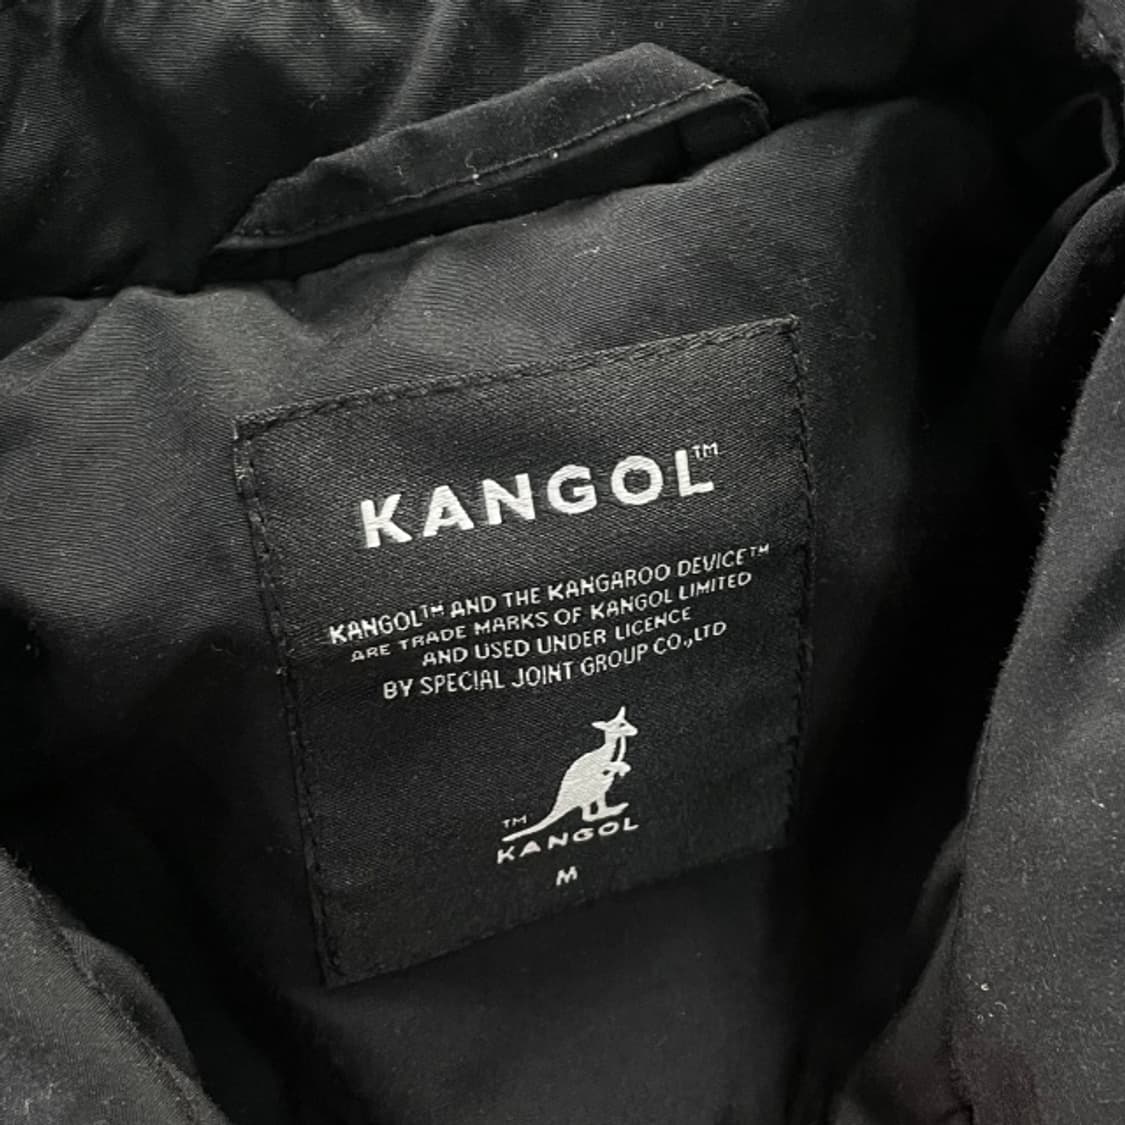 KANGOL™
KANGOL™ AND THE KANGAROO DEVICE™
ARE TRADE MARKS OF KANGOL LIMITED
AND USED UNDER LICENCE
BY SPECIAL JOINT GROUP CO.,LTD
TM
KANGOL
M